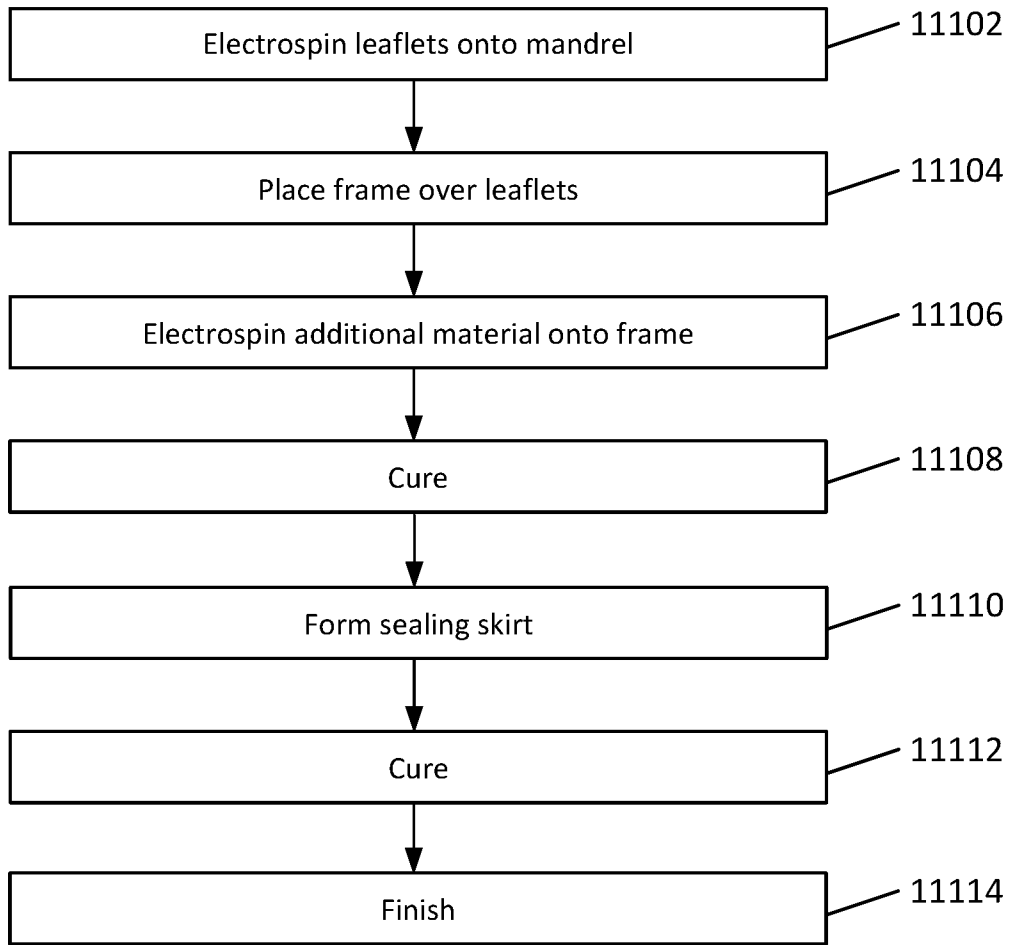 Electrospin leaflets onto mandrel
11102
Place frame over leaflets
11104
Electrospin additional material onto frame
11106
Cure
11108
Form sealing skirt
11110
Cure
11112
Finish
11114